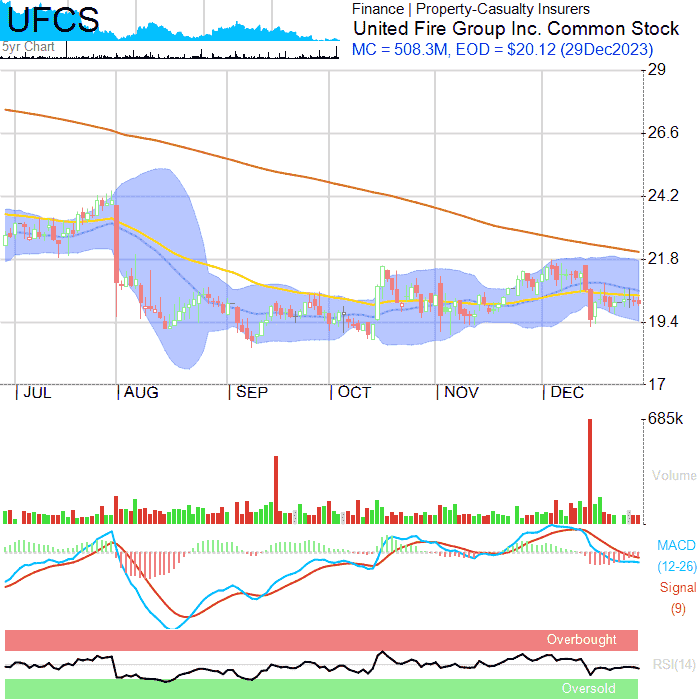 UFCS
5yr Chart
Finance | Property-Casualty Insurers
United Fire Group Inc. Common Stock
MC = 508.3M, EOD = $20.12 (29Dec2023)
29
26.6
24.2
21.8
19.4
17
| JUL | AUG | SEP | OCT | NOV | DEC
685k
Volume
MACD
(12-26)
Signal
(9)
Overbought
RSI(14)
Oversold